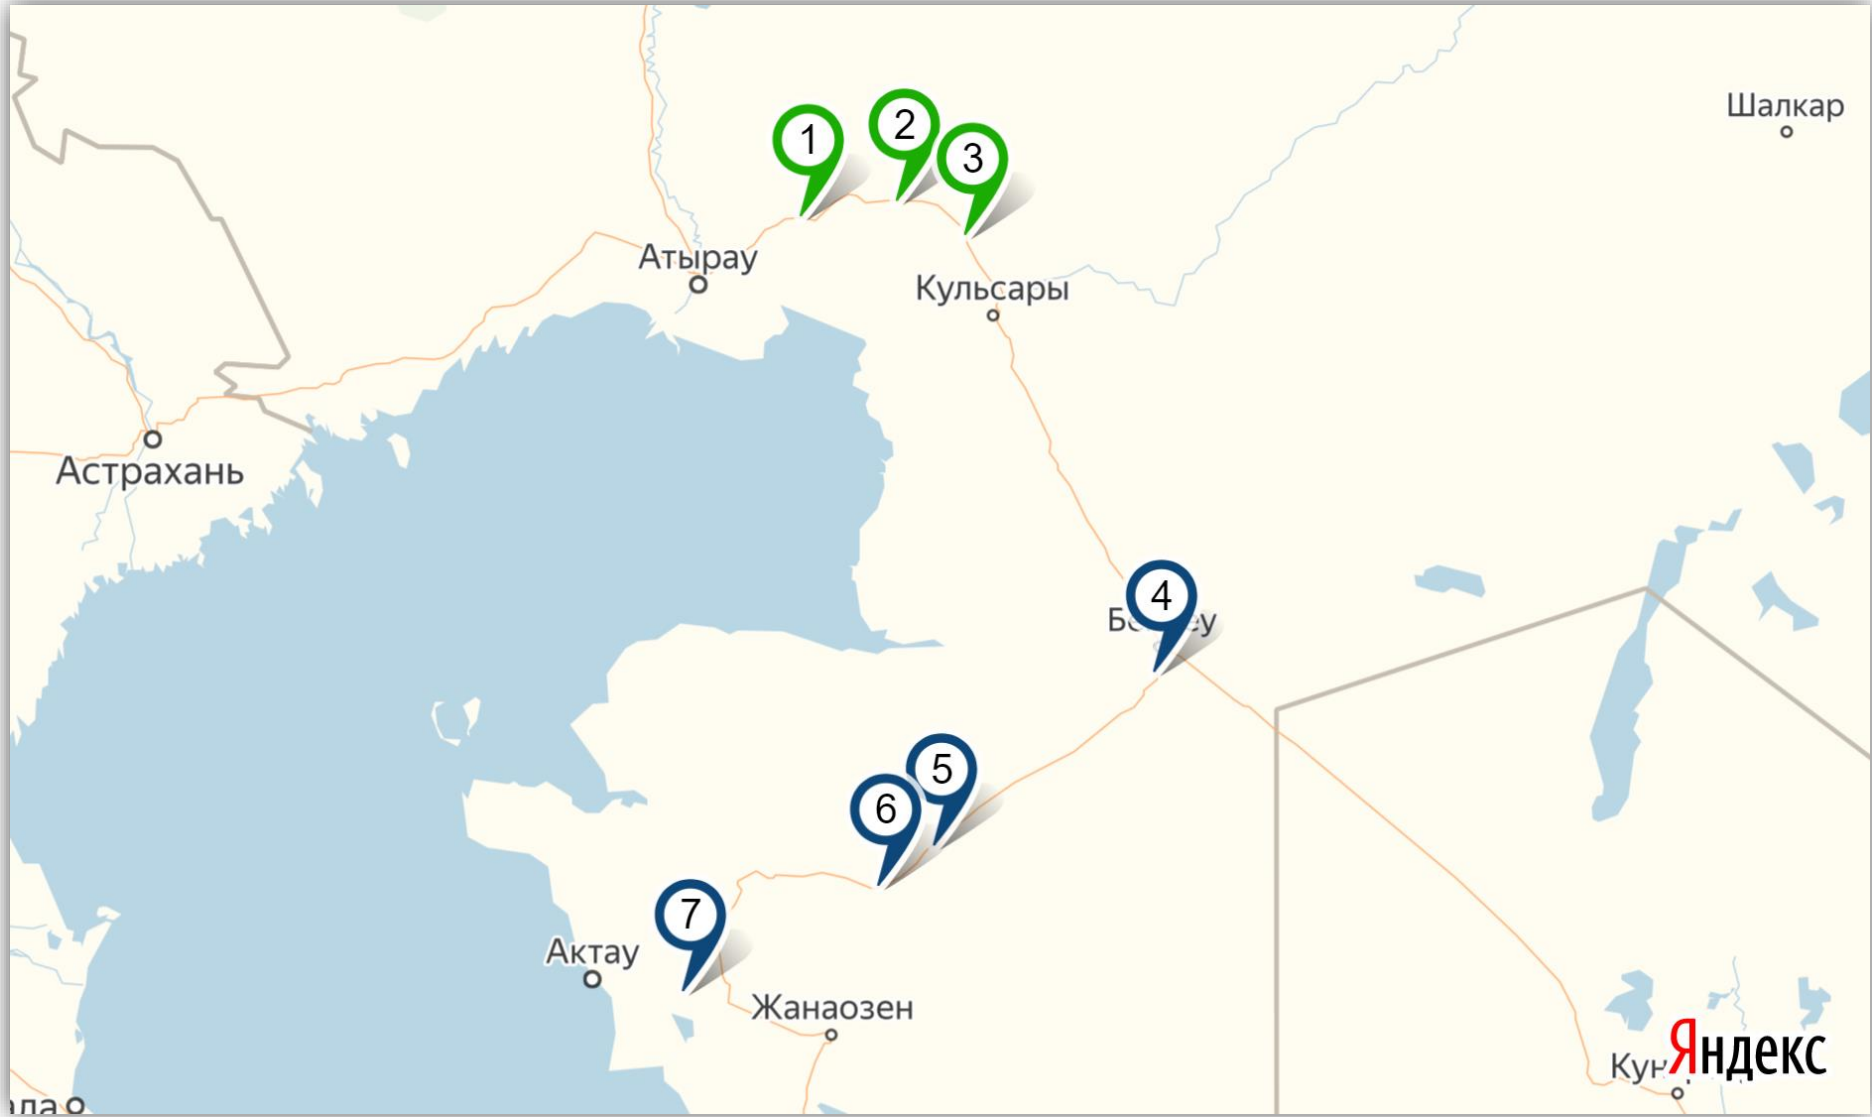 Шалкар
1
2
3
Атырау
Кульсары
Астрахань
4
5
6
7
Актау
Жанаозен
Яндекс